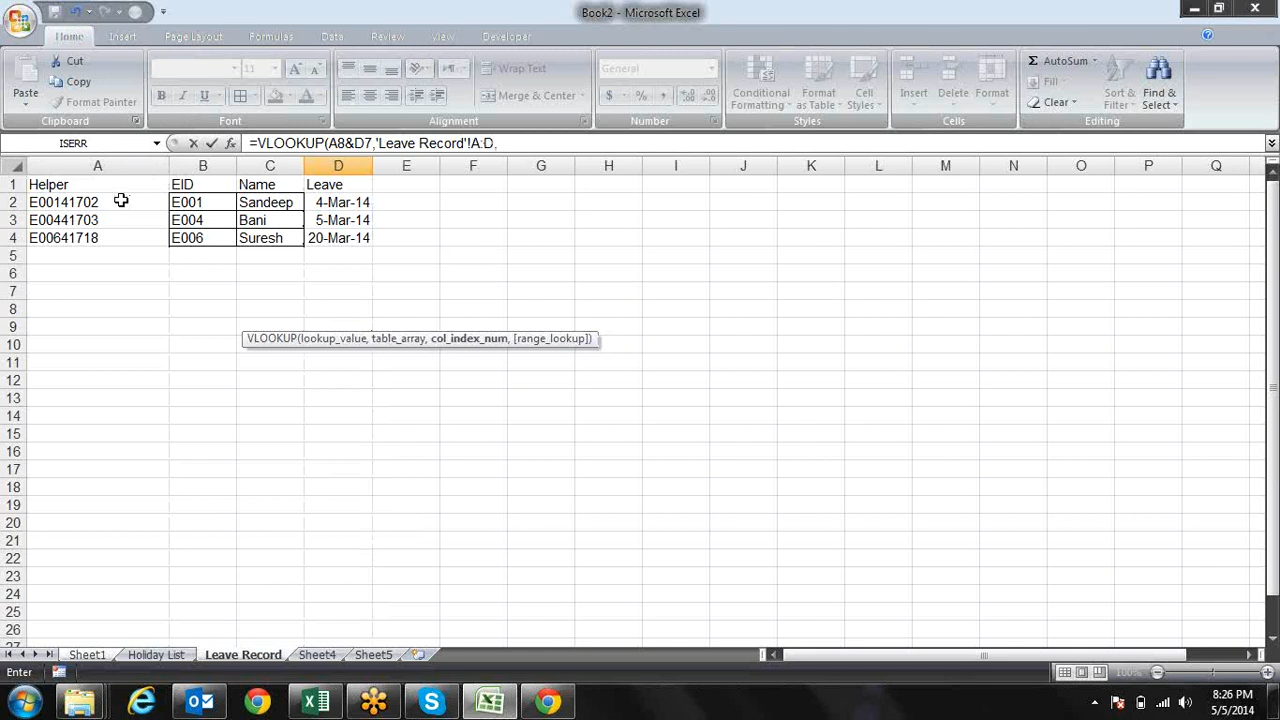 Book2 - Microsoft Excel
Home Insert Page Layout Formulas Data Review View Developer
Paste
Cut
Copy
Format Painter
Clipboard
11
B I U
Font
Wrap Text
Merge & Center
Alignment
General
$ % ,
Number
Conditional Formatting
Format as Table
Cell Styles
Styles
Insert Delete Format
Cells
Σ AutoSum
Fill
Clear
Sort & Filter
Find & Select
Editing
ISERR fx =VLOOKUP(A8&D7,'Leave Record'!A:D,
A B C D E F G H I J K L M N O P Q
1 Helper EID Name Leave
2 E00141702 E001 Sandeep 4-Mar-14
3 E00441703 E004 Bani 5-Mar-14
4 E00641718 E006 Suresh 20-Mar-14
5
6
7
8
9
VLOOKUP(lookup_value, table_array, col_index_num, [range_lookup])
10
11
12
13
14
15
16
17
18
19
20
21
22
23
24
25
26
27
Sheet1 Holiday List Leave Record Sheet4 Sheet5
Enter 100%
8:26 PM
5/5/2014